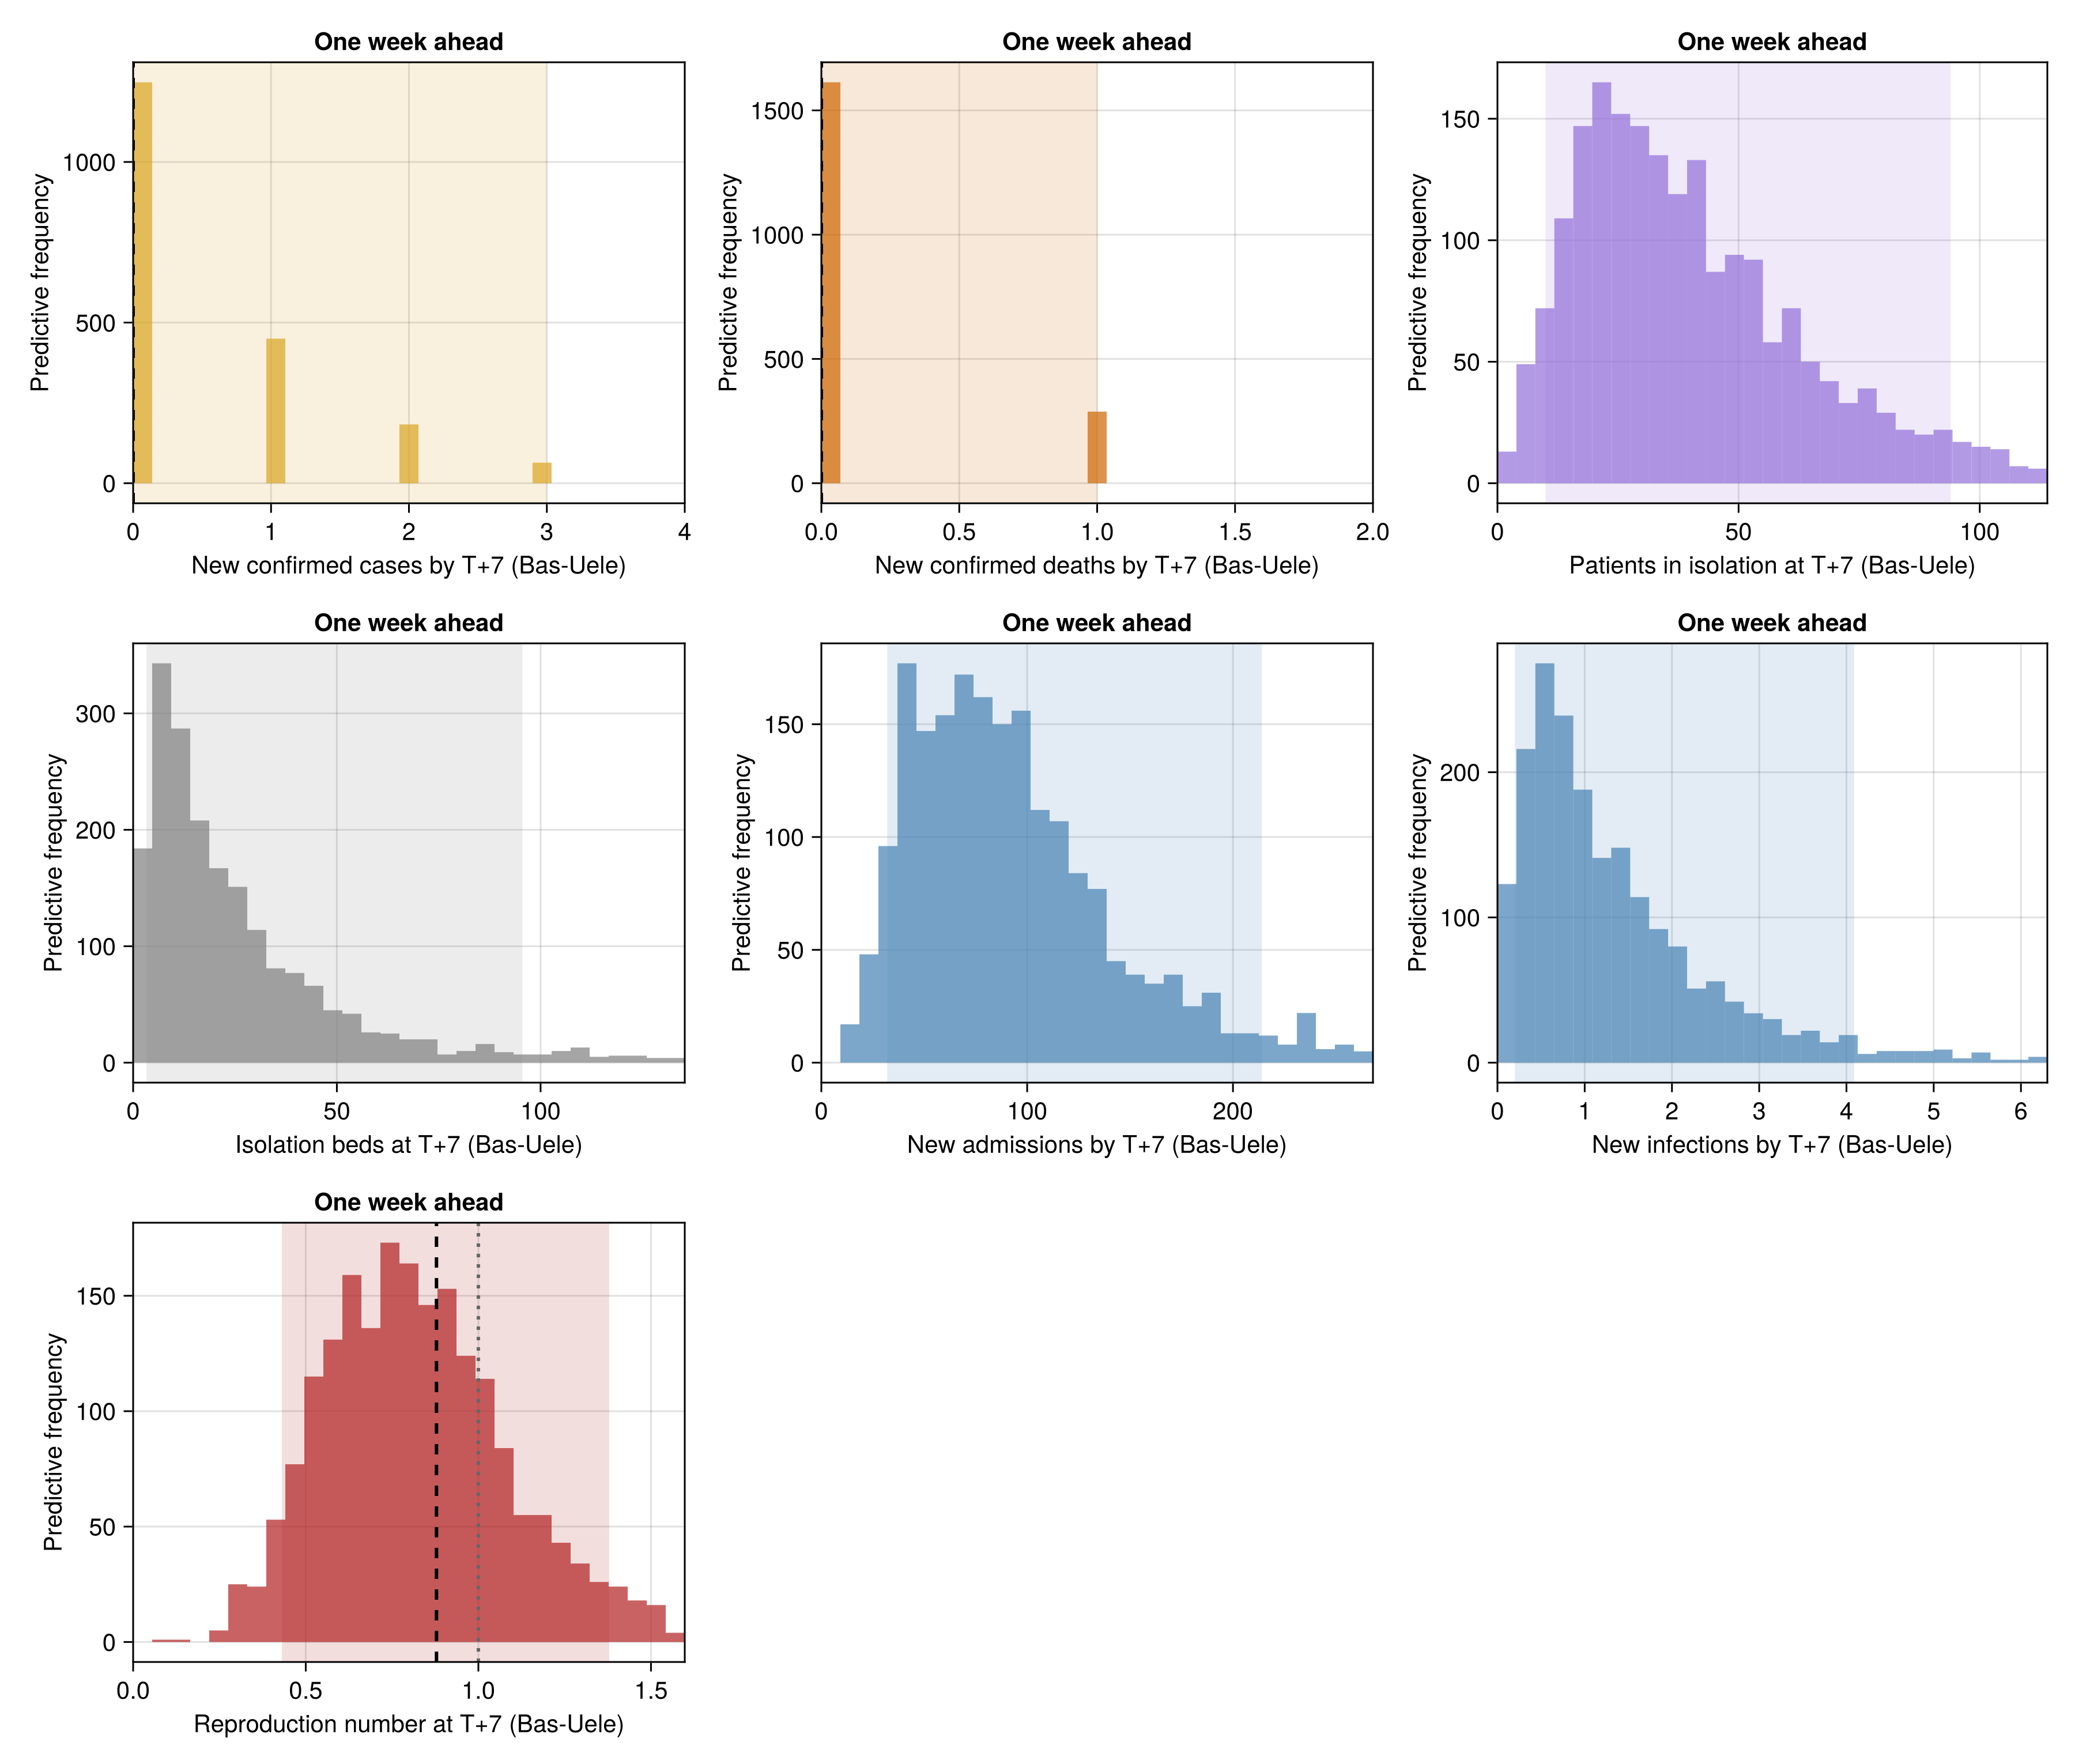 One week ahead
Predictive frequency
1000
500
0
0 1 2 3 4
New confirmed cases by T+7 (Bas-Uele)
One week ahead
Predictive frequency
1500
1000
500
0
0.0 0.5 1.0 1.5 2.0
New confirmed deaths by T+7 (Bas-Uele)
One week ahead
Predictive frequency
150
100
50
0
0 50 100
Patients in isolation at T+7 (Bas-Uele)
One week ahead
Predictive frequency
300
200
100
0
0 50 100
Isolation beds at T+7 (Bas-Uele)
One week ahead
Predictive frequency
150
100
50
0
0 100 200
New admissions by T+7 (Bas-Uele)
One week ahead
Predictive frequency
200
100
0
0 1 2 3 4 5 6
New infections by T+7 (Bas-Uele)
One week ahead
Predictive frequency
150
100
50
0
0.0 0.5 1.0 1.5
Reproduction number at T+7 (Bas-Uele)